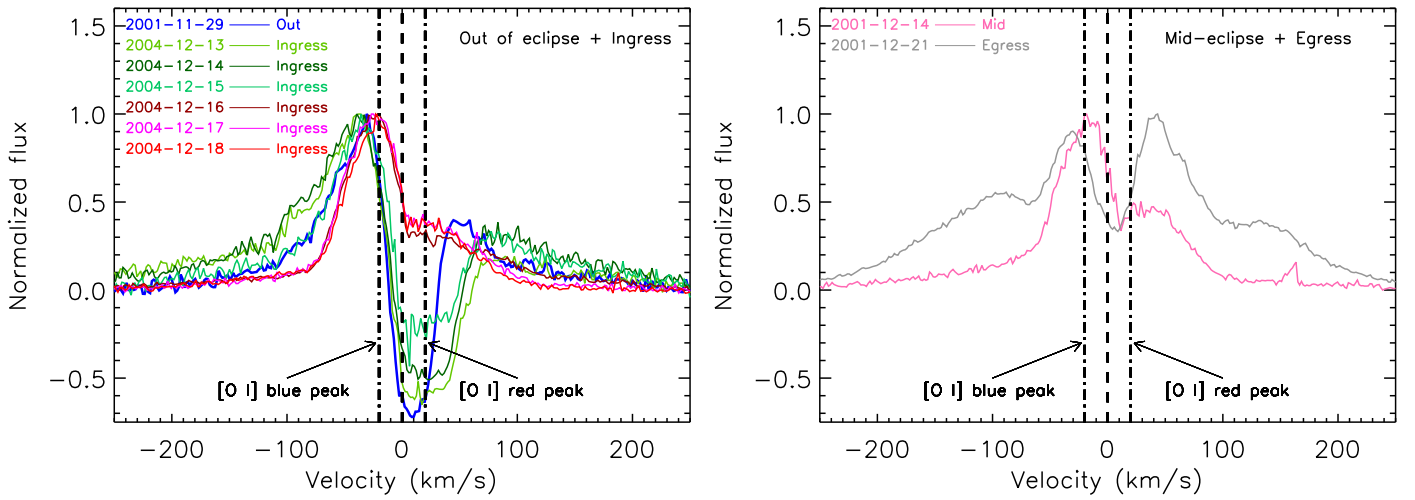 2001-11-29 Out
2004-12-13 Ingress
2004-12-14 Ingress
2004-12-15 Ingress
2004-12-16 Ingress
2004-12-17 Ingress
2004-12-18 Ingress
Out of eclipse + Ingress
1.5
1.0
0.5
0.0
−0.5
Normalized flux
[O I] blue peak
[O I] red peak
−200 −100 0 100 200
Velocity (km/s)
2001-12-14 Mid
2001-12-21 Egress
Mid-eclipse + Egress
1.5
1.0
0.5
0.0
−0.5
Normalized flux
[O I] blue peak
[O I] red peak
−200 −100 0 100 200
Velocity (km/s)